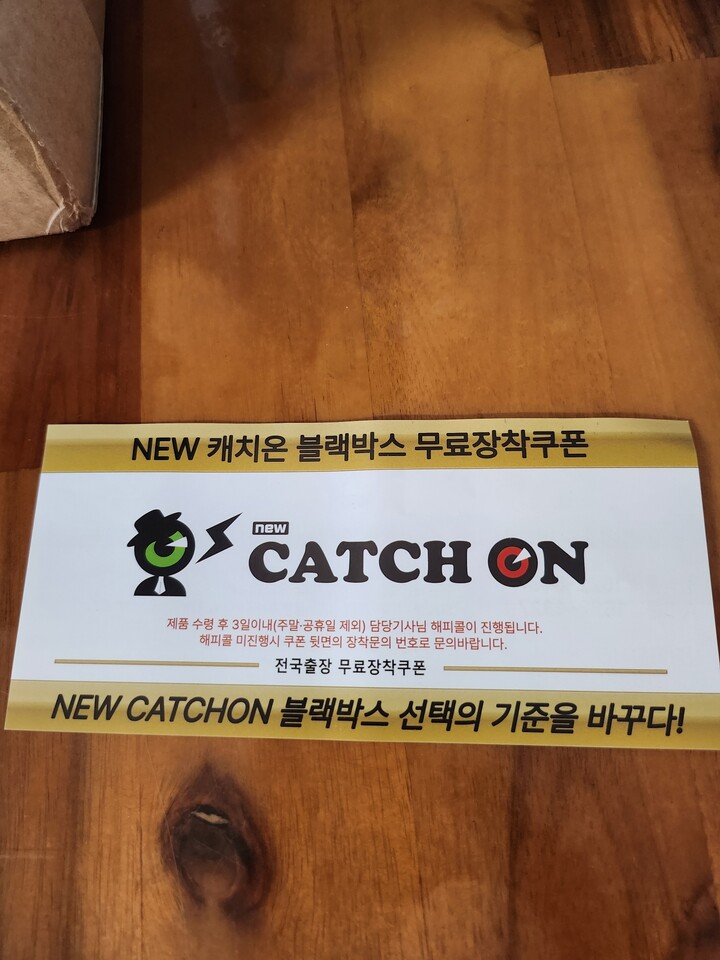 NEW 캐치온 블랙박스 무료장착쿠폰
new
CATCH ON
제품 수령 후 3일이내(주말·공휴일 제외) 담당기사님 해피콜이 진행됩니다.
해피콜 미진행시 쿠폰 뒷면의 장착문의 번호로 문의바랍니다.
전국출장 무료장착쿠폰
NEW CATCHON 블랙박스 선택의 기준을 바꾸다!